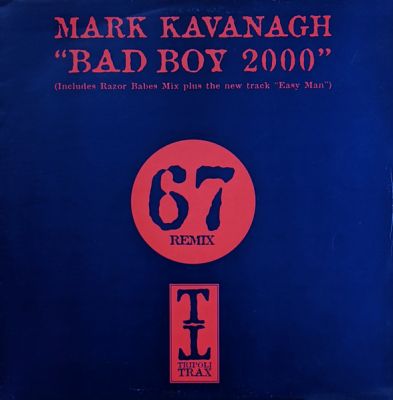 MARK KAVANAGH
“BAD BOY 2000”
(Includes Razor Babes Mix plus the new track “Easy Man”)
67
REMIX
T
T
TRIPOLI
TRAX